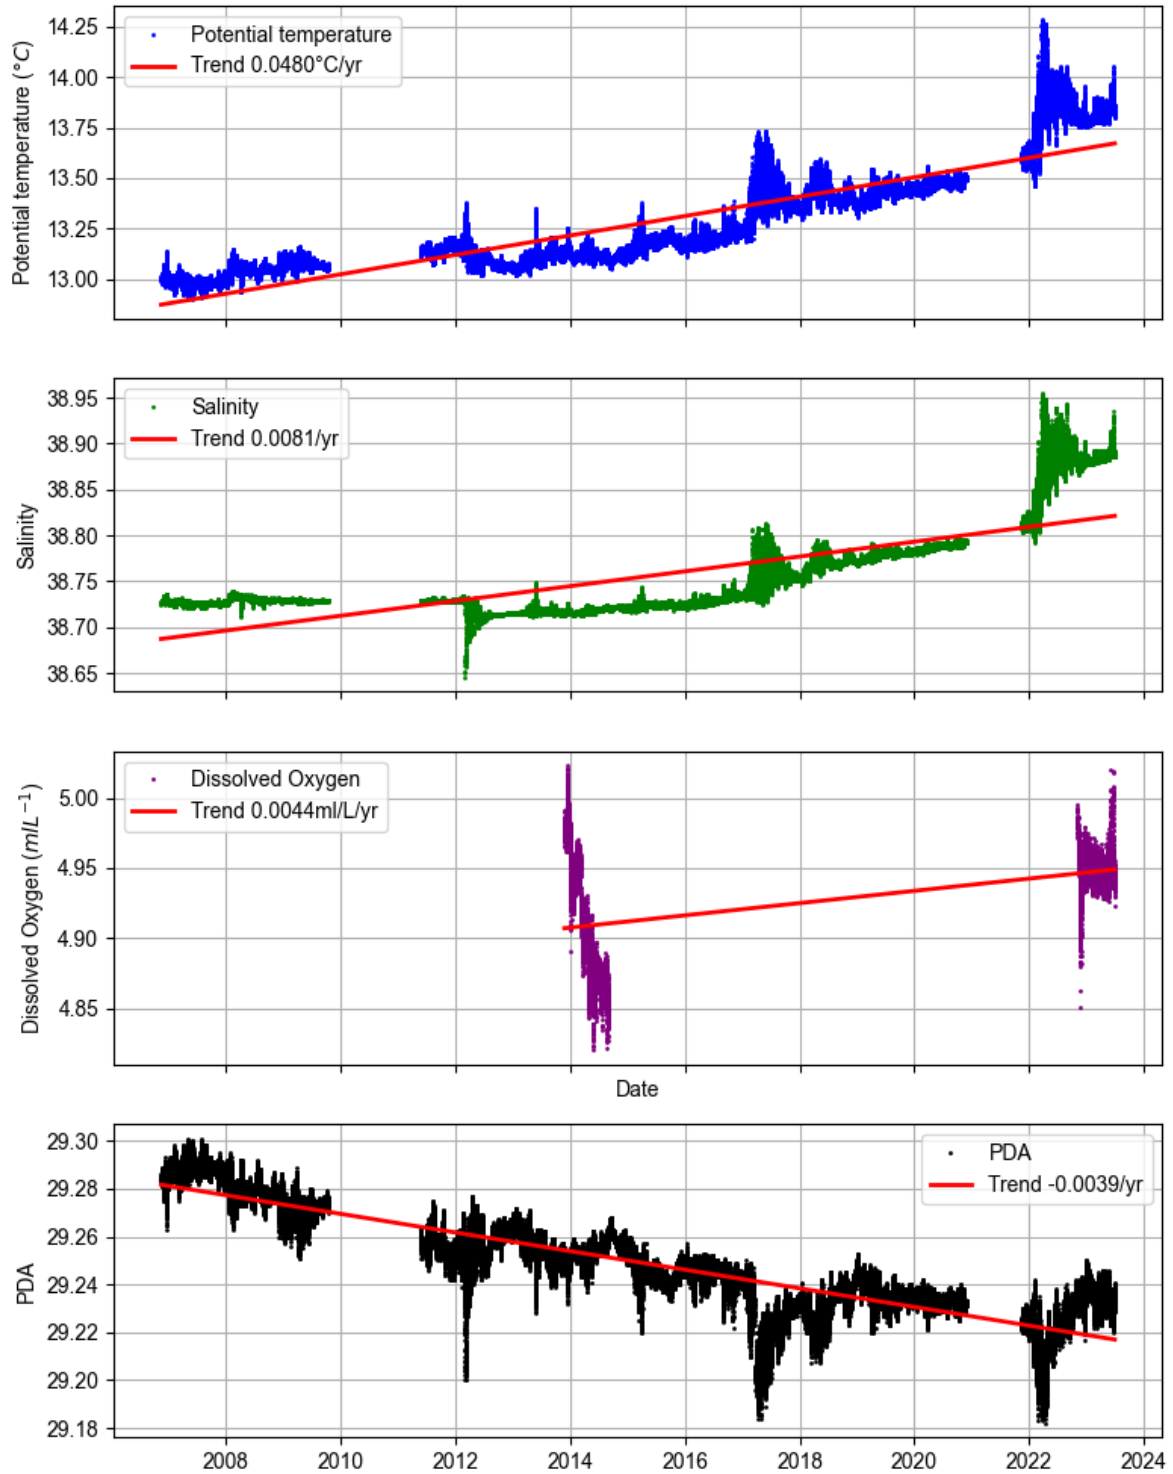 14.25
14.00
13.75
13.50
13.25
13.00
Potential temperature (°C)
Potential temperature
Trend 0.0480°C/yr
38.95
38.90
38.85
38.80
38.75
38.70
38.65
Salinity
Salinity
Trend 0.0081/yr
5.00
4.95
4.90
4.85
Dissolved Oxygen (mlL⁻¹)
Dissolved Oxygen
Trend 0.0044ml/L/yr
Date
29.30
29.28
29.26
29.24
29.22
29.20
29.18
PDA
PDA
Trend -0.0039/yr
2008 2010 2012 2014 2016 2018 2020 2022 2024